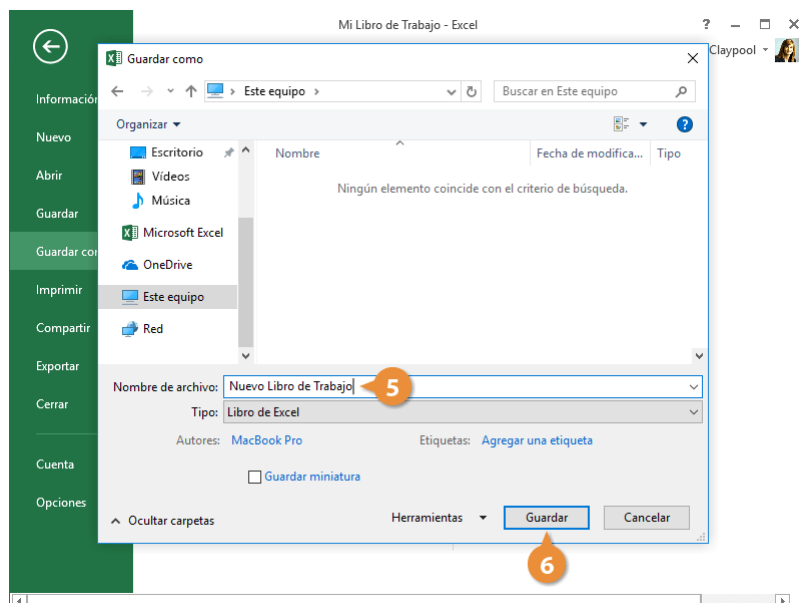 Mi Libro de Trabajo - Excel
?
Claypool
Guardar como
Este equipo
Buscar en Este equipo
Organizar
?
Información
Nuevo
Abrir
Guardar
Guardar com
Imprimir
Compartir
Exportar
Cerrar
Cuenta
Opciones
Escritorio
Vídeos
Música
Microsoft Excel
OneDrive
Este equipo
Red
Nombre Fecha de modifica... Tipo
Ningún elemento coincide con el criterio de búsqueda.
Nombre de archivo: Nuevo Libro de Trabajo
5
Tipo: Libro de Excel
Autores: MacBook Pro Etiquetas: Agregar una etiqueta
Guardar miniatura
Ocultar carpetas Herramientas Guardar Cancelar
6